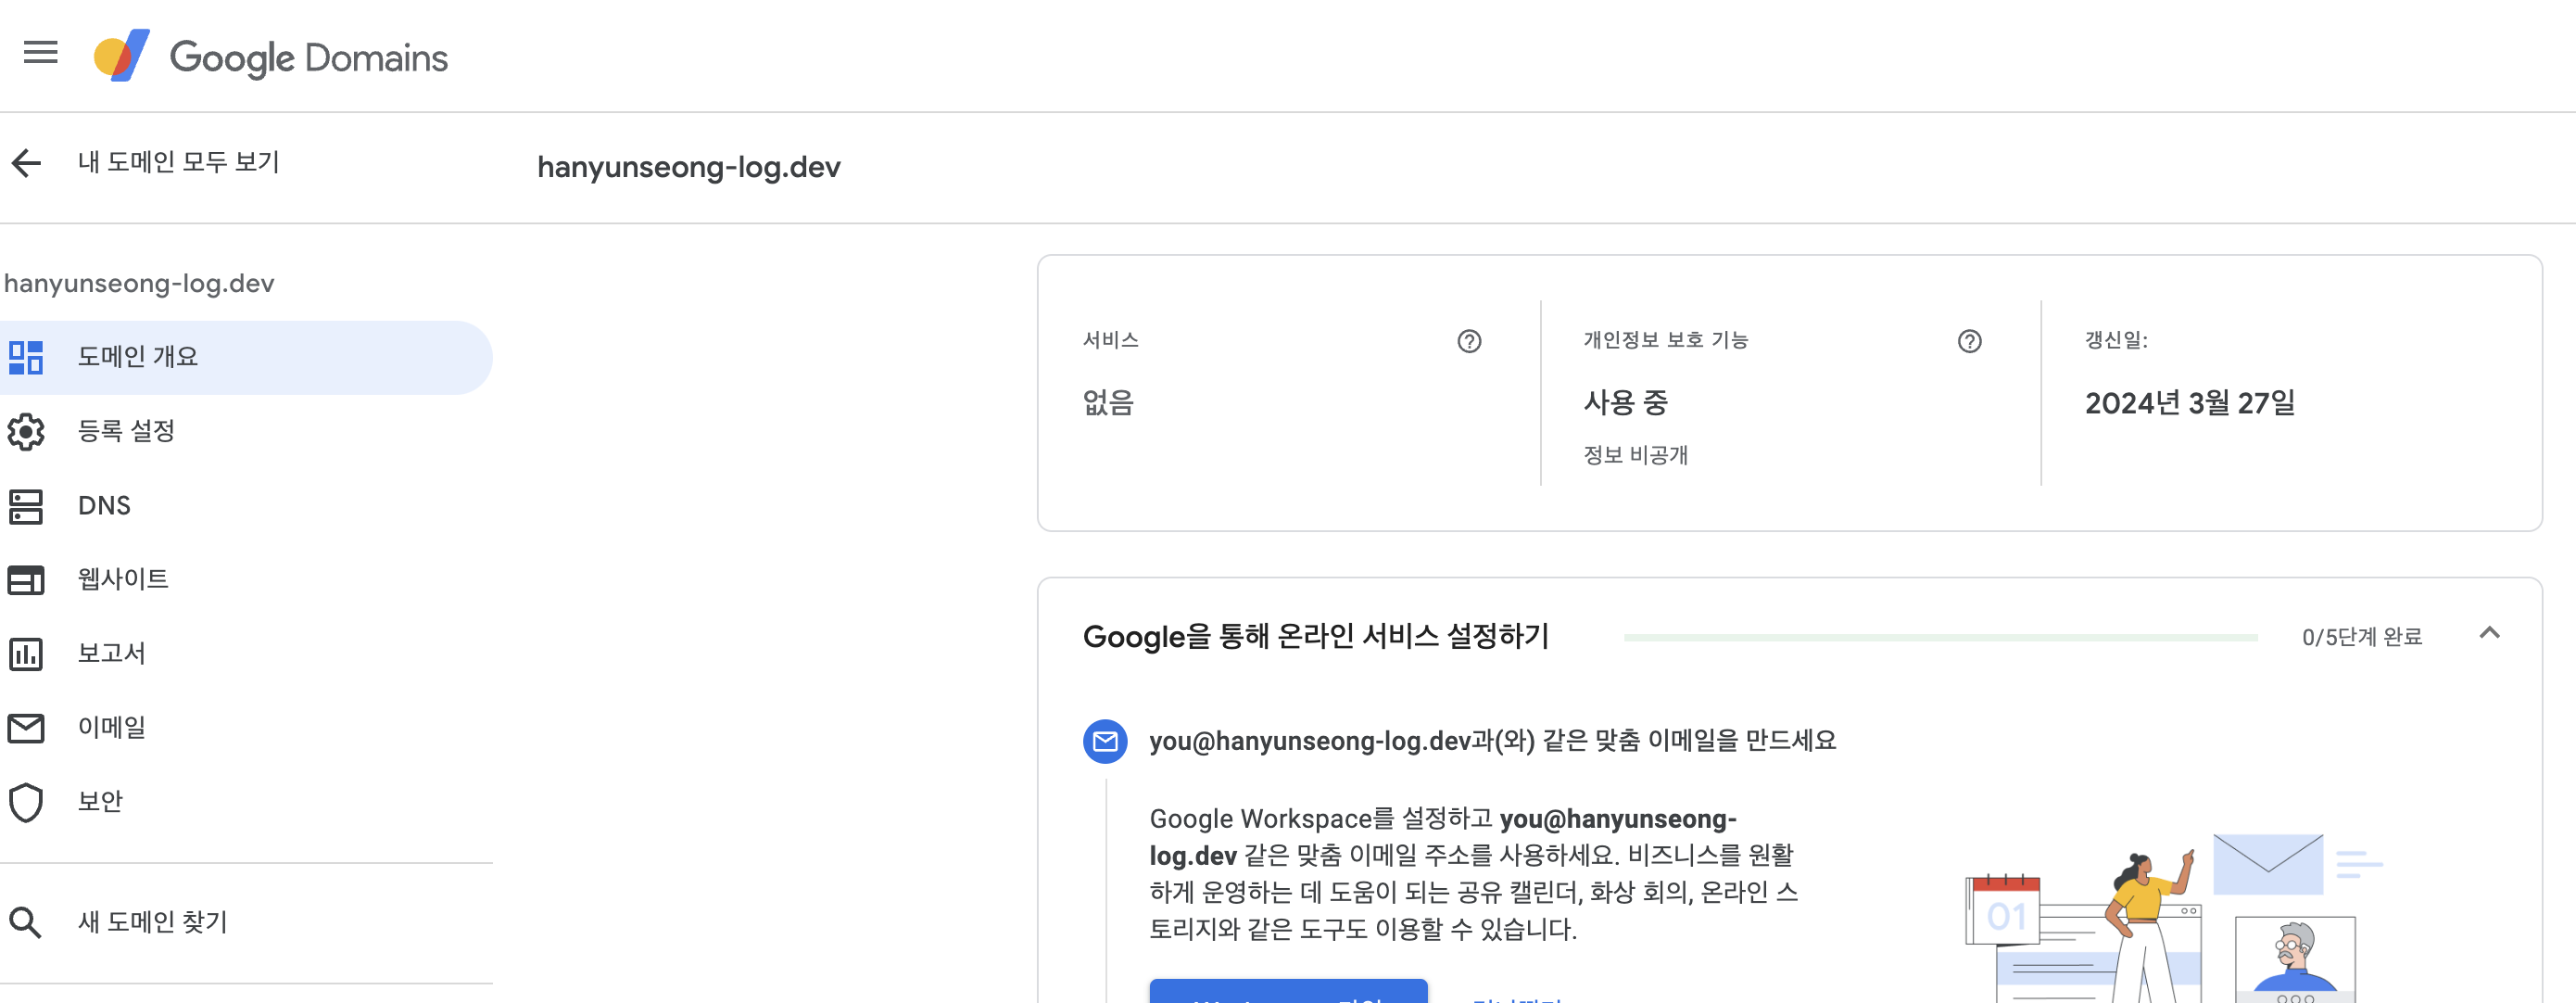 Google Domains
내 도메인 모두 보기
hanyunseong-log.dev
hanyunseong-log.dev
도메인 개요
등록 설정
DNS
웹사이트
보고서
이메일
보안
새 도메인 찾기
서비스
없음
개인정보 보호 기능
사용 중
정보 비공개
갱신일:
2024년 3월 27일
Google을 통해 온라인 서비스 설정하기
0/5단계 완료
you@hanyunseong-log.dev과(와) 같은 맞춤 이메일을 만드세요
Google Workspace를 설정하고 you@hanyunseong-
log.dev 같은 맞춤 이메일 주소를 사용하세요. 비즈니스를 원활
하게 운영하는 데 도움이 되는 공유 캘린더, 화상 회의, 온라인 스
토리지와 같은 도구도 이용할 수 있습니다.
01